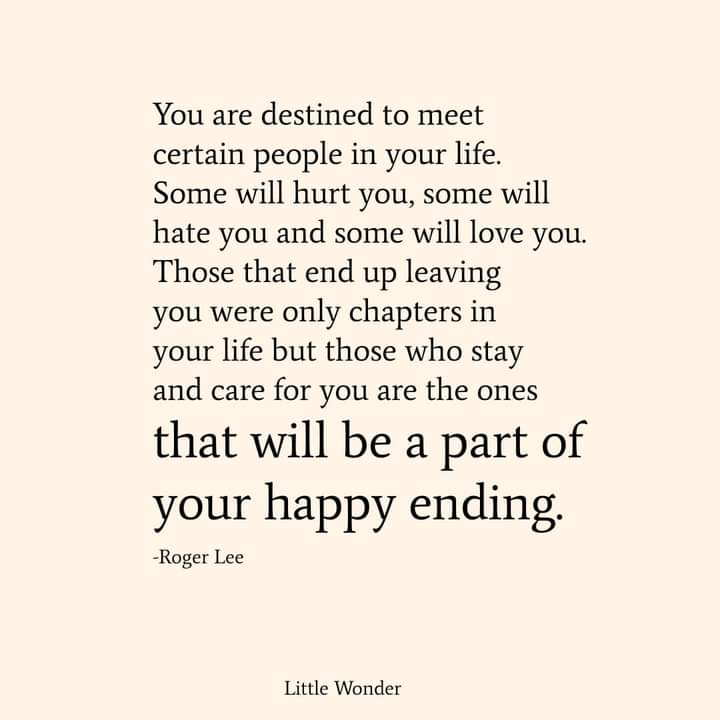 You are destined to meet
certain people in your life.
Some will hurt you, some will
hate you and some will love you.
Those that end up leaving
you were only chapters in
your life but those who stay
and care for you are the ones
that will be a part of
your happy ending.
-Roger Lee
Little Wonder